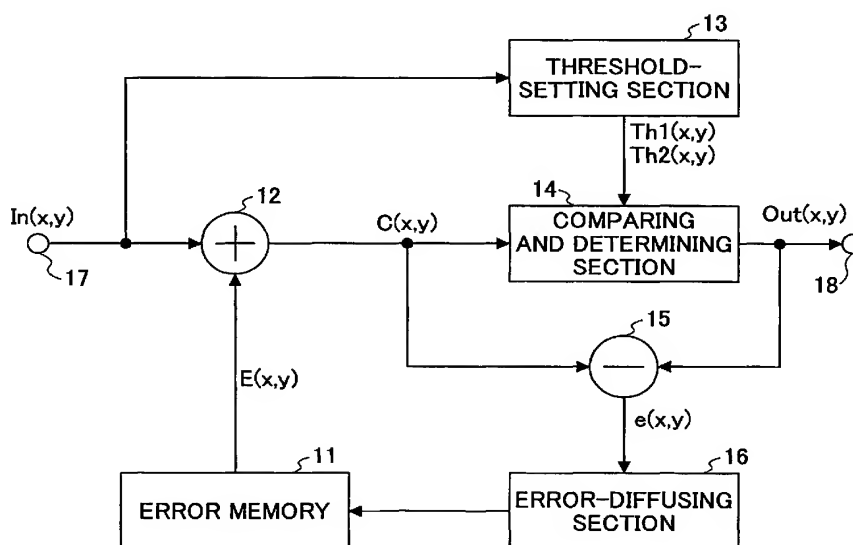 13
THRESHOLD-
SETTING SECTION
Th1(x,y)
Th2(x,y)
In(x,y)
17
12
C(x,y)
14
COMPARING
AND DETERMINING
SECTION
Out(x,y)
18
15
E(x,y)
e(x,y)
11
ERROR MEMORY
16
ERROR-DIFFUSING
SECTION